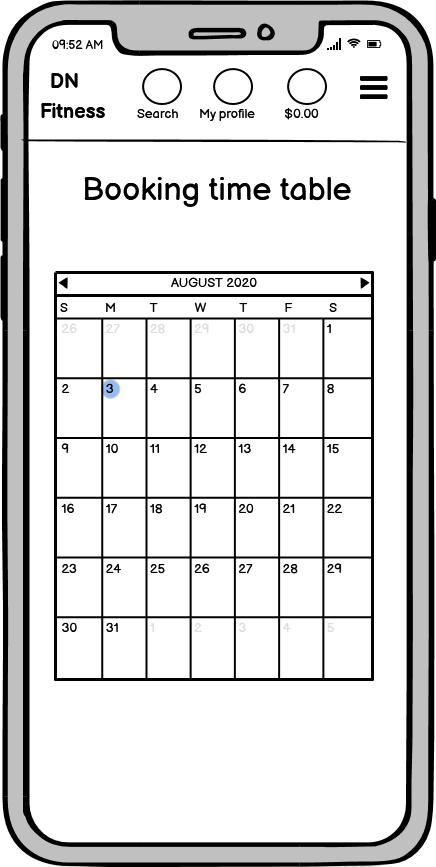 09:52 AM
DN
Fitness
Search My profile $0.00
Booking time table
AUGUST 2020
S M T W T F S
26 27 28 29 30 31 1
2 3 4 5 6 7 8
9 10 11 12 13 14 15
16 17 18 19 20 21 22
23 24 25 26 27 28 29
30 31 1 2 3 4 5